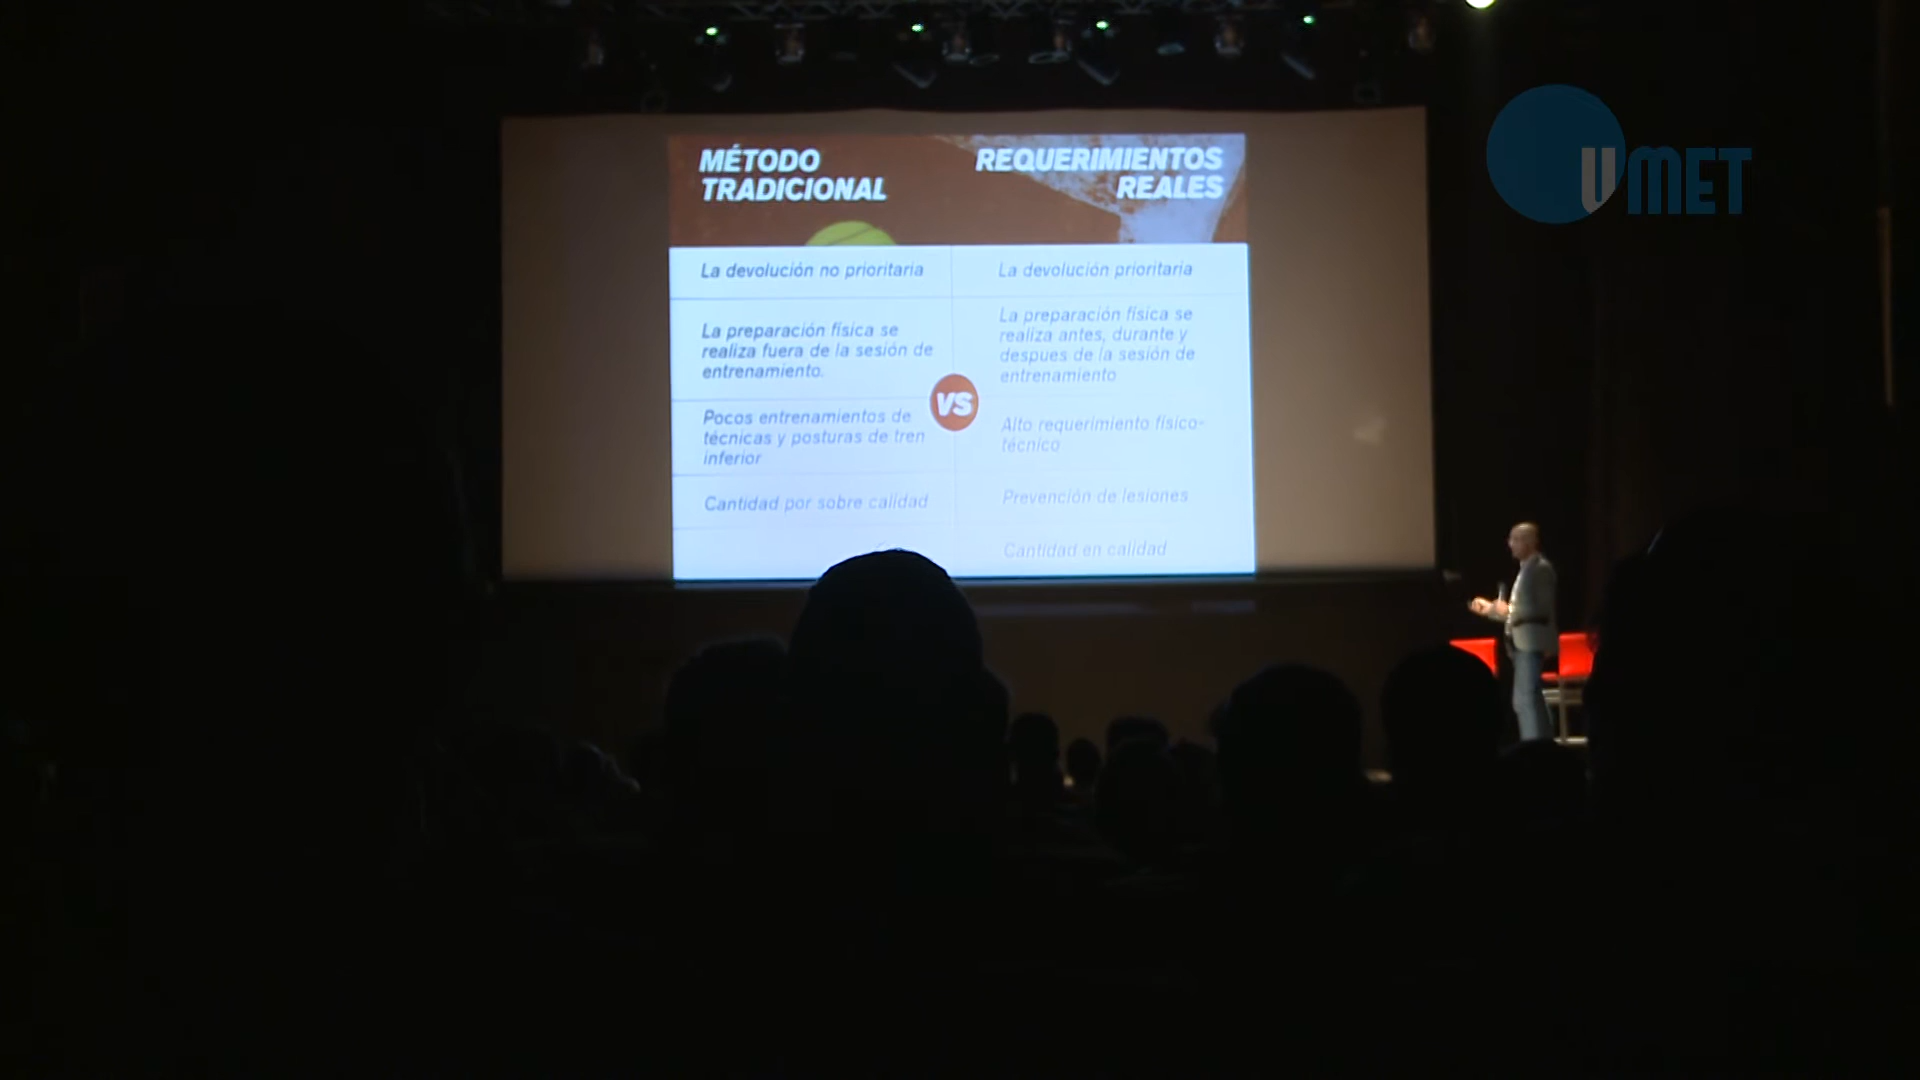 MÉTODO
TRADICIONAL
La devolución no prioritaria
La preparación física se
realiza fuera de la sesión de
entrenamiento.
Pocos entrenamientos de
técnicas y posturas de tren
inferior
Cantidad por sobre calidad
VS
REQUERIMIENTOS
REALES
La devolución prioritaria
La preparación física se
realiza antes, durante y
despues de la sesión de
entrenamiento
Alto requerimiento físico-
técnico
Prevención de lesiones
Cantidad en calidad
UMET